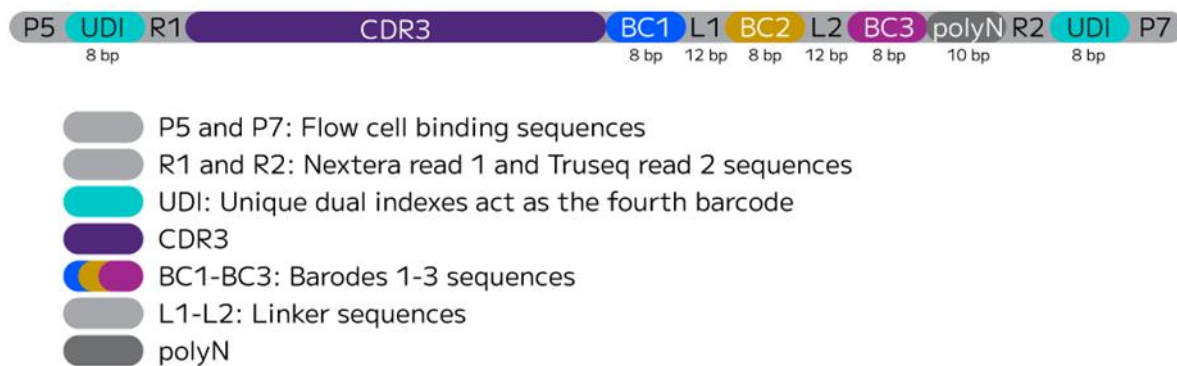 P5 UDI R1 CDR3 BC1 L1 BC2 L2 BC3 polyN R2 UDI P7
8 bp 8 bp 12 bp 8 bp 12 bp 8 bp 10 bp 8 bp
P5 and P7: Flow cell binding sequences
R1 and R2: Nextera read 1 and Truseq read 2 sequences
UDI: Unique dual indexes act as the fourth barcode
CDR3
BC1-BC3: Barodes 1-3 sequences
L1-L2: Linker sequences
polyN